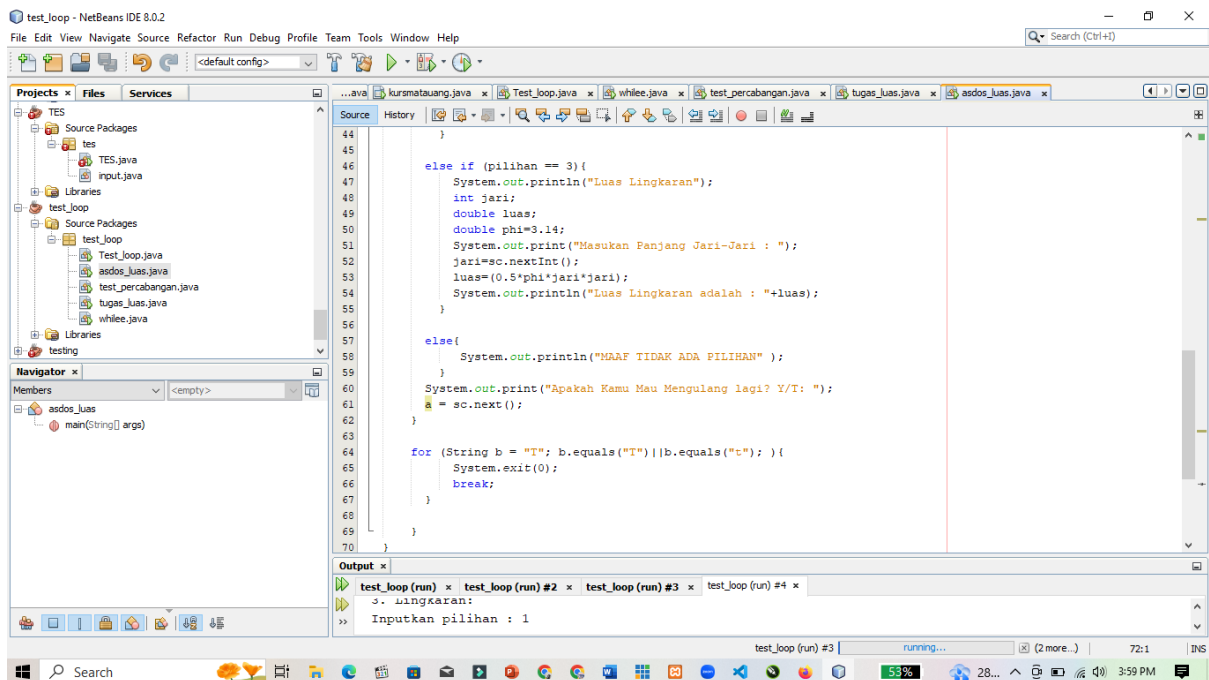 test_loop - NetBeans IDE 8.0.2
File Edit View Navigate Source Refactor Run Debug Profile Team Tools Window Help
Search (Ctrl+I)
<default config>
Projects Files Services
TES
Source Packages
tes
TES.java
input.java
Libraries
test_loop
Source Packages
test_loop
Test_loop.java
asdos_luas.java
test_percabangan.java
tugas_luas.java
whilee.java
Libraries
testing
Navigator
Members <empty>
asdos_luas
main(String[] args)
...ava kursmatauang.java Test_loop.java whilee.java test_percabangan.java tugas_luas.java asdos_luas.java
Source History
44 }
45
46 else if (pilihan == 3){
47 System.out.println("Luas Lingkaran");
48 int jari;
49 double luas;
50 double phi=3.14;
51 System.out.print("Masukan Panjang Jari-Jari : ");
52 jari=sc.nextInt();
53 luas=(0.5*phi*jari*jari);
54 System.out.println("Luas Lingkaran adalah : "+luas);
55 }
56
57 else{
58 System.out.println("MAAF TIDAK ADA PILIHAN" );
59 }
60 System.out.print("Apakah Kamu Mau Mengulang lagi? Y/T: ");
61 a = sc.next();
62 }
63
64 for (String b = "T"; b.equals("T")||b.equals("t"); ){
65 System.exit(0);
66 break;
67 }
68
69 }
70 }
Output
test_loop (run) test_loop (run) #2 test_loop (run) #3 test_loop (run) #4
3. Lingkaran:
Inputkan pilihan : 1
test_loop (run) #3 running... (2 more...) 72:1 INS
Search 53% 28... 3:59 PM